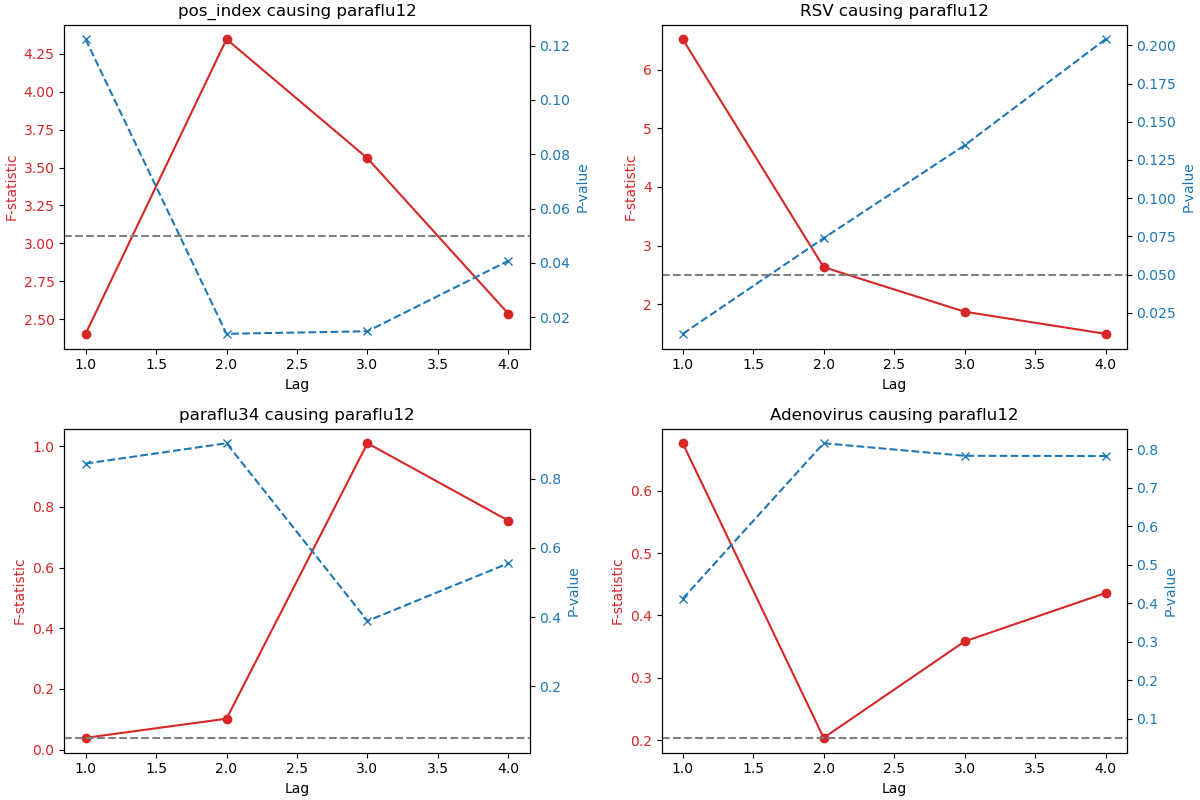 pos_index causing paraflu12
F-statistic
4.25
4.00
3.75
3.50
3.25
3.00
2.75
2.50
0.12
0.10
0.08
0.06
0.04
0.02
P-value
1.0 1.5 2.0 2.5 3.0 3.5 4.0
Lag
RSV causing paraflu12
F-statistic
6
5
4
3
2
0.200
0.175
0.150
0.125
0.100
0.075
0.050
0.025
P-value
1.0 1.5 2.0 2.5 3.0 3.5 4.0
Lag
paraflu34 causing paraflu12
F-statistic
1.0
0.8
0.6
0.4
0.2
0.0
0.8
0.6
0.4
0.2
P-value
1.0 1.5 2.0 2.5 3.0 3.5 4.0
Lag
Adenovirus causing paraflu12
F-statistic
0.6
0.5
0.4
0.3
0.2
0.8
0.7
0.6
0.5
0.4
0.3
0.2
0.1
P-value
1.0 1.5 2.0 2.5 3.0 3.5 4.0
Lag